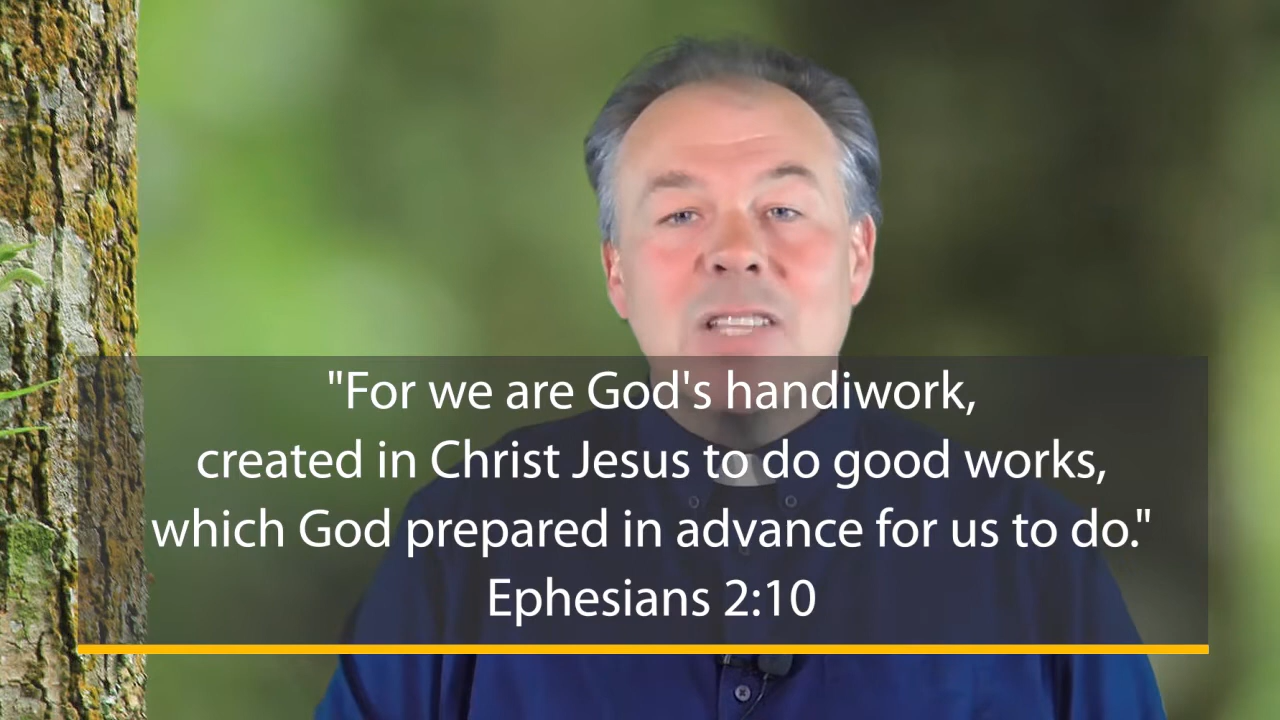 "For we are God's handiwork,
created in Christ Jesus to do good works,
which God prepared in advance for us to do."
Ephesians 2:10